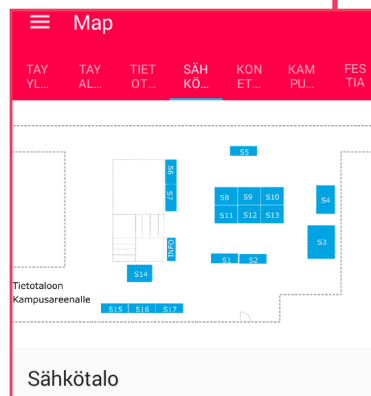 Map
TAY YL... TAY AL... TIET OT... SÄH KÖ... KON ET... KAM PU... FES TIA
S5
S6
S7
S8 S9 S10
S4
S11 S12 S13
S3
INFO
S1 S2
S14
Tietotaloon
Kampusareenalle
S15 S16 S17
Sähkötalo